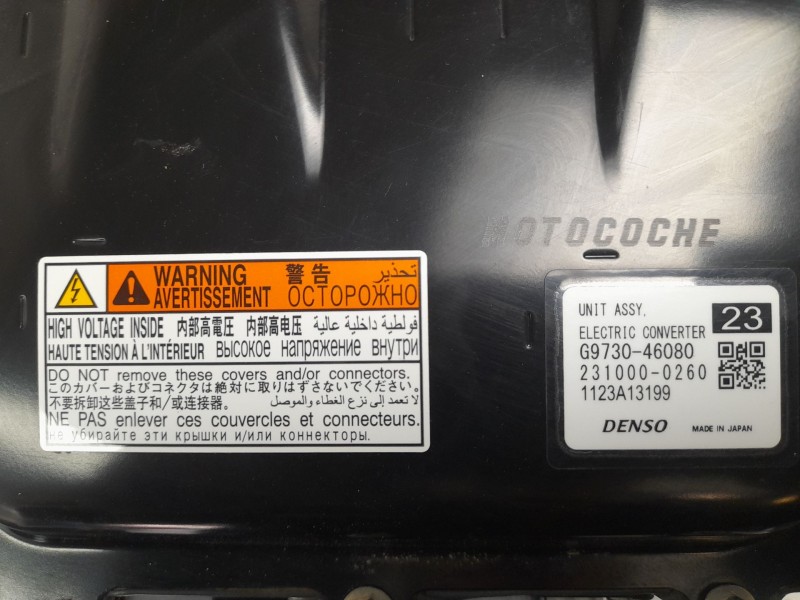 MOTOCOCHE
WARNING 警告 تحذير
AVERTISSEMENT ОСТОРОЖНО
HIGH VOLTAGE INSIDE 内部高電圧 内部高电压 فولطية داخلية عالية
HAUTE TENSION À L'INTÉRIEUR высокое напряжение внутри
DO NOT remove these covers and/or connectors.
このカバーおよびコネクタは絶対に取りはずさないでください。
不要拆卸这些盖子和/或连接器。 لا تعمد إلى نزع الغطاء والموصل.
NE PAS enlever ces couvercles et connecteurs.
не убирайте эти крышки и/или коннекторы.
UNIT ASSY, 23
ELECTRIC CONVERTER
G9730-46080
231000-0260
1123A13199
DENSO MADE IN JAPAN